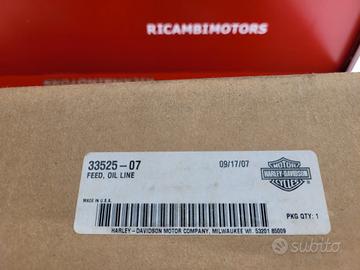 RICAMBIMOTORS
33525-07
09/17/07
FEED, OIL LINE
MOTOR
HARLEY-DAVIDSON
CYCLES
MADE IN U.S.A.
PKG QTY: 1
HARLEY-DAVIDSON MOTOR COMPANY, MILWAUKEE WI. 53201 85009
subito